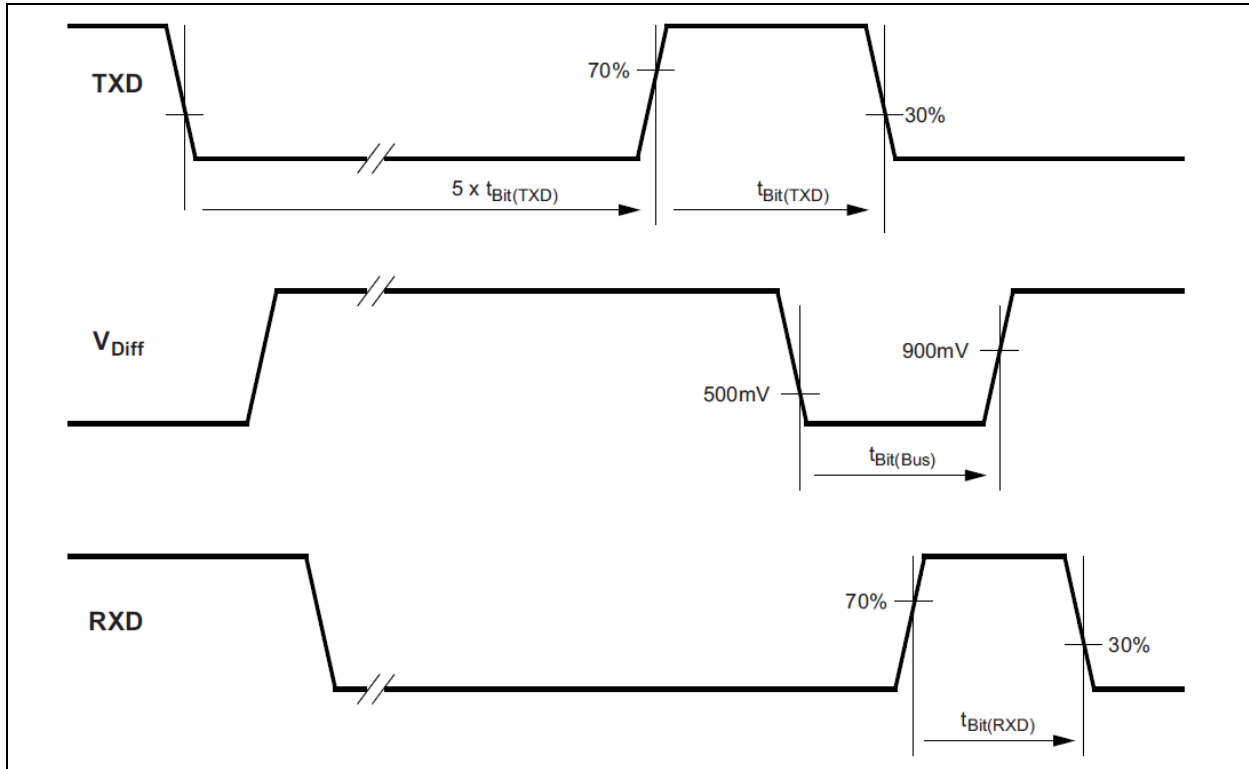 TXD
70%
30%
5 x tBit(TXD)
tBit(TXD)
VDiff
900mV
500mV
tBit(Bus)
RXD
70%
30%
tBit(RXD)